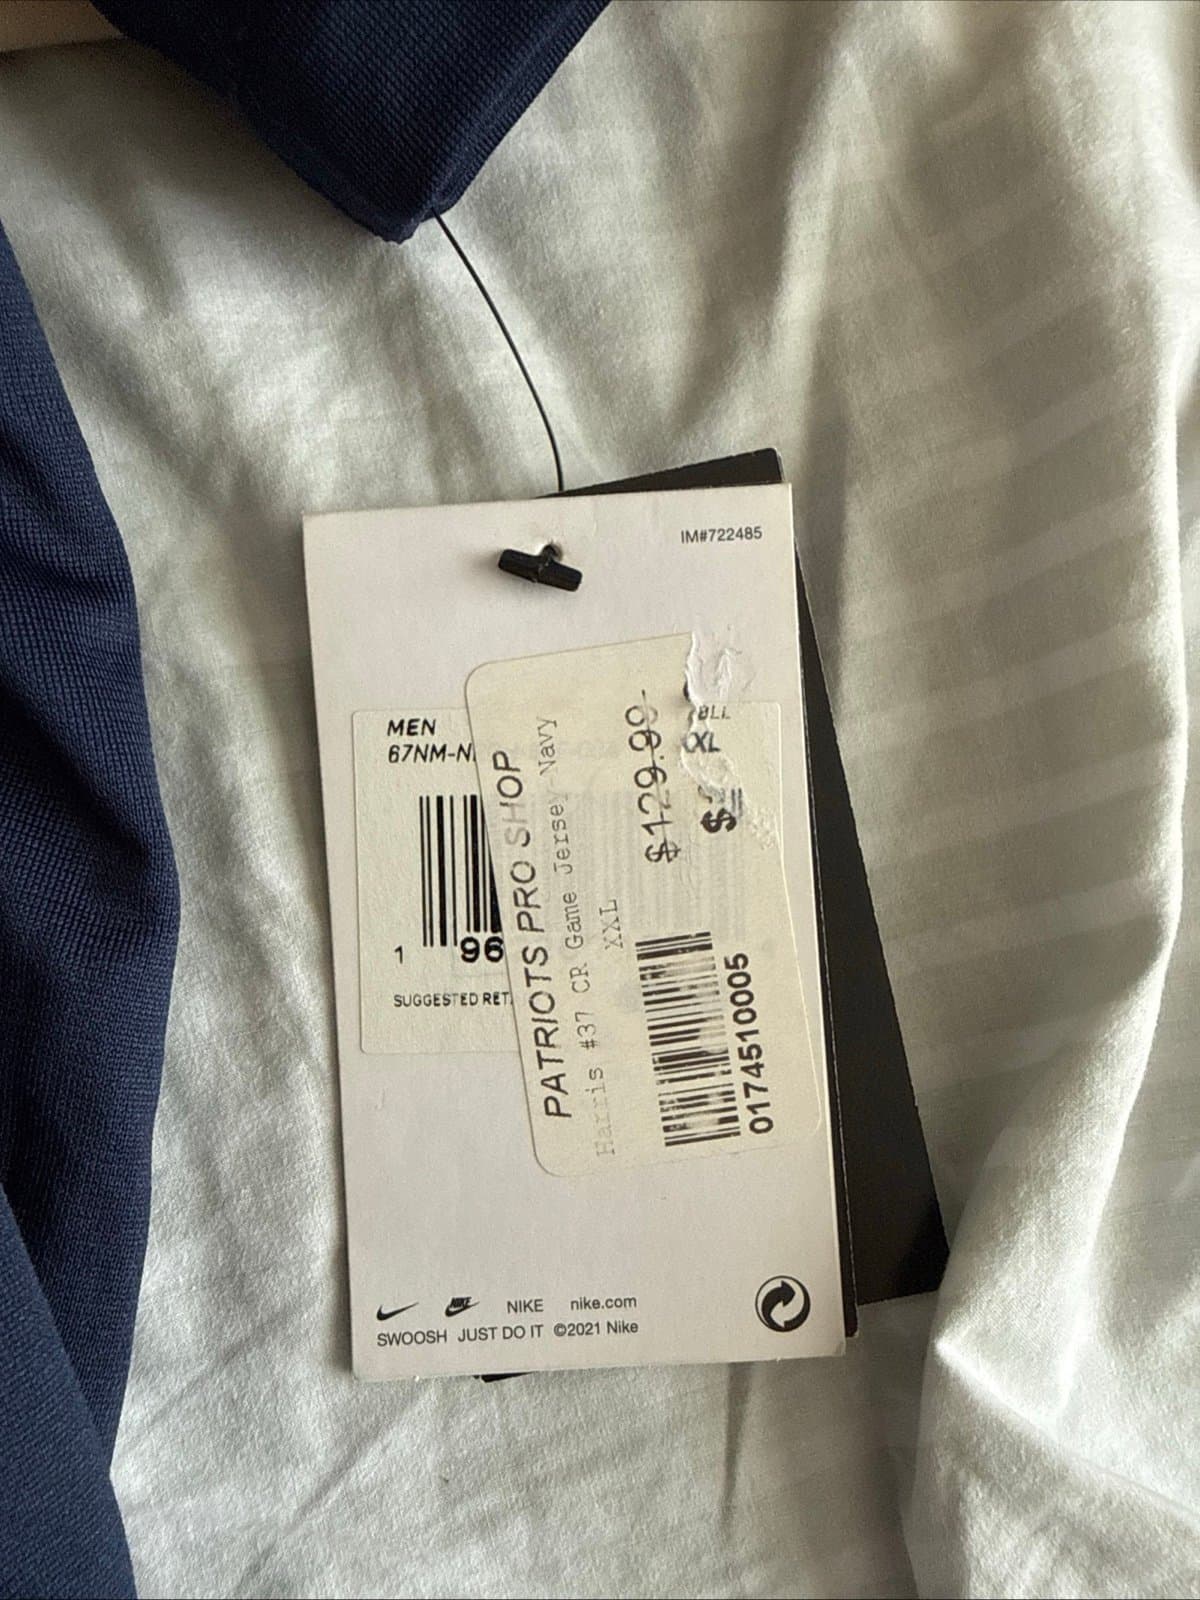 IM#722485
MEN
67NM-N
XXL
1 96
SUGGESTED RET
PATRIOTS PRO SHOP
Harris #37 CR Game Jersey-Navy
XXL
$129.99
$
0174510005
NIKE
NIKE nike.com
SWOOSH JUST DO IT ©2021 Nike